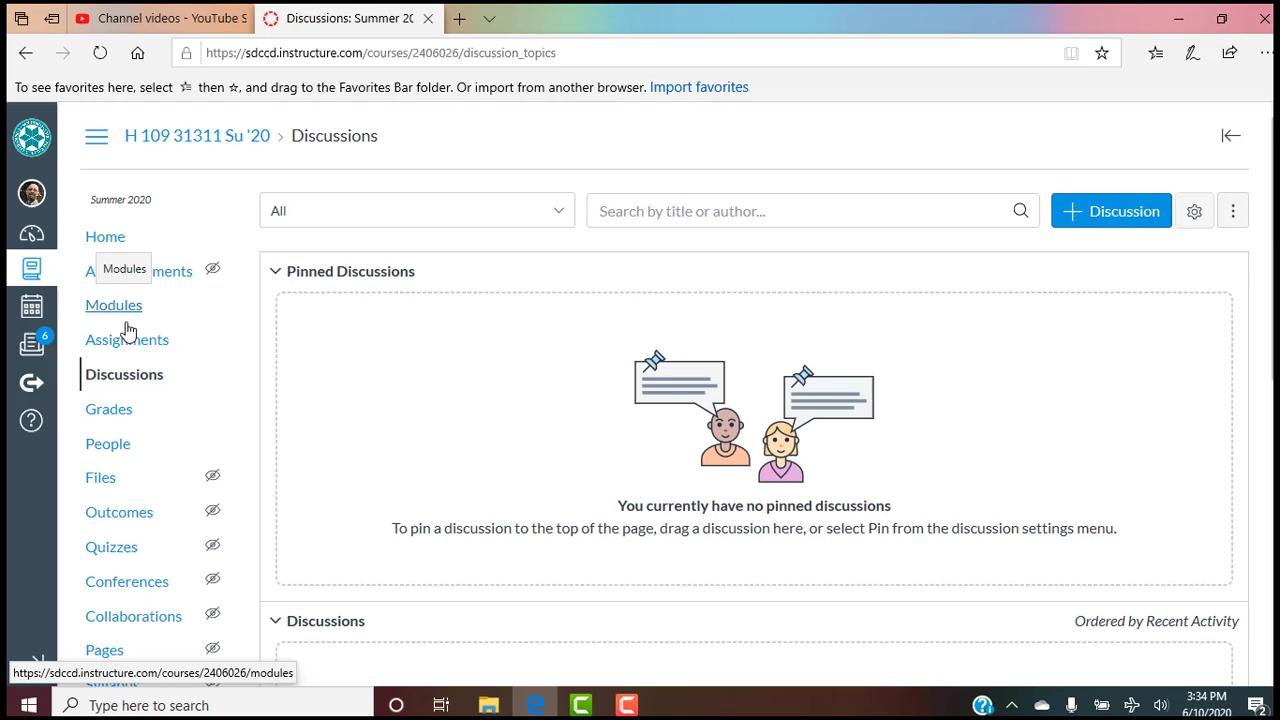 Channel videos - YouTube S
Discussions: Summer 20
https://sdccd.instructure.com/courses/2406026/discussion_topics
To see favorites here, select ☆ then ☆, and drag to the Favorites Bar folder. Or import from another browser. Import favorites
H 109 31311 Su '20 › Discussions
Summer 2020
All
Search by title or author...
Discussion
Home
A
ments
Modules
Modules
Assignments
Discussions
Grades
People
Files
Outcomes
Quizzes
Conferences
Collaborations
Pages
6
Pinned Discussions
You currently have no pinned discussions
To pin a discussion to the top of the page, drag a discussion here, or select Pin from the discussion settings menu.
Discussions
Ordered by Recent Activity
https://sdccd.instructure.com/courses/2406026/modules
Type here to search
3:34 PM
6/10/2020
2